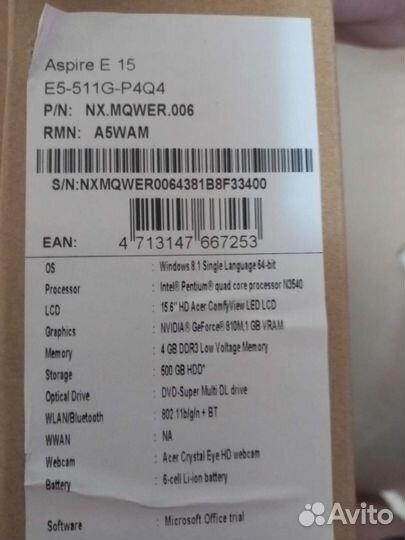 Aspire E 15
E5-511G-P4Q4
P/N: NX.MQWER.006
RMN: A5WAM
S/N:NXMQWER0064381B8F33400
EAN: 4 713147 667253
OS : Windows 8.1 Single Language 64-bit
Processor : Intel® Pentium® quad core processor N3540
LCD : 15.6" HD Acer ComfyView LED LCD
Graphics : NVIDIA® GeForce® 810M,1 GB VRAM
Memory : 4 GB DDR3 Low Voltage Memory
Storage : 500 GB HDD*
Optical Drive : DVD-Super Multi DL drive
WLAN/Bluetooth : 802.11b/g/n + BT
WWAN : NA
Webcam : Acer Crystal Eye HD webcam
Battery : 6-cell Li-ion battery
Software : Microsoft Office trial
Avito